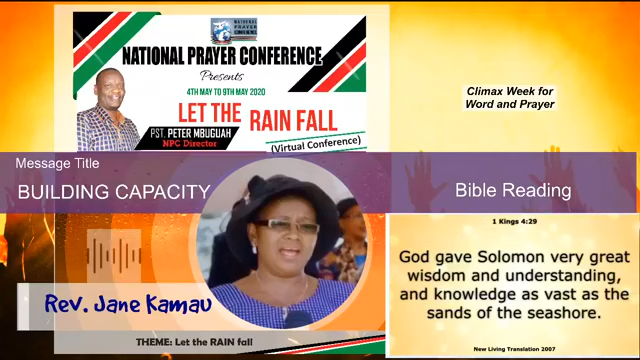 NATIONAL
PRAYER
NATIONAL PRAYER CONFERENCE
Presents
4TH MAY TO 9TH MAY 2020
LET THE RAIN FALL
PST. PETER MBUGUAH
NPC Director
(Virtual Conference)
Climax Week for
Word and Prayer
Message Title
BUILDING CAPACITY
Bible Reading
1 Kings 4:29
God gave Solomon very great
wisdom and understanding,
and knowledge as vast as the
sands of the seashore.
New Living Translation 2007
Rev. Jane Kamau
THEME: Let the RAIN fall